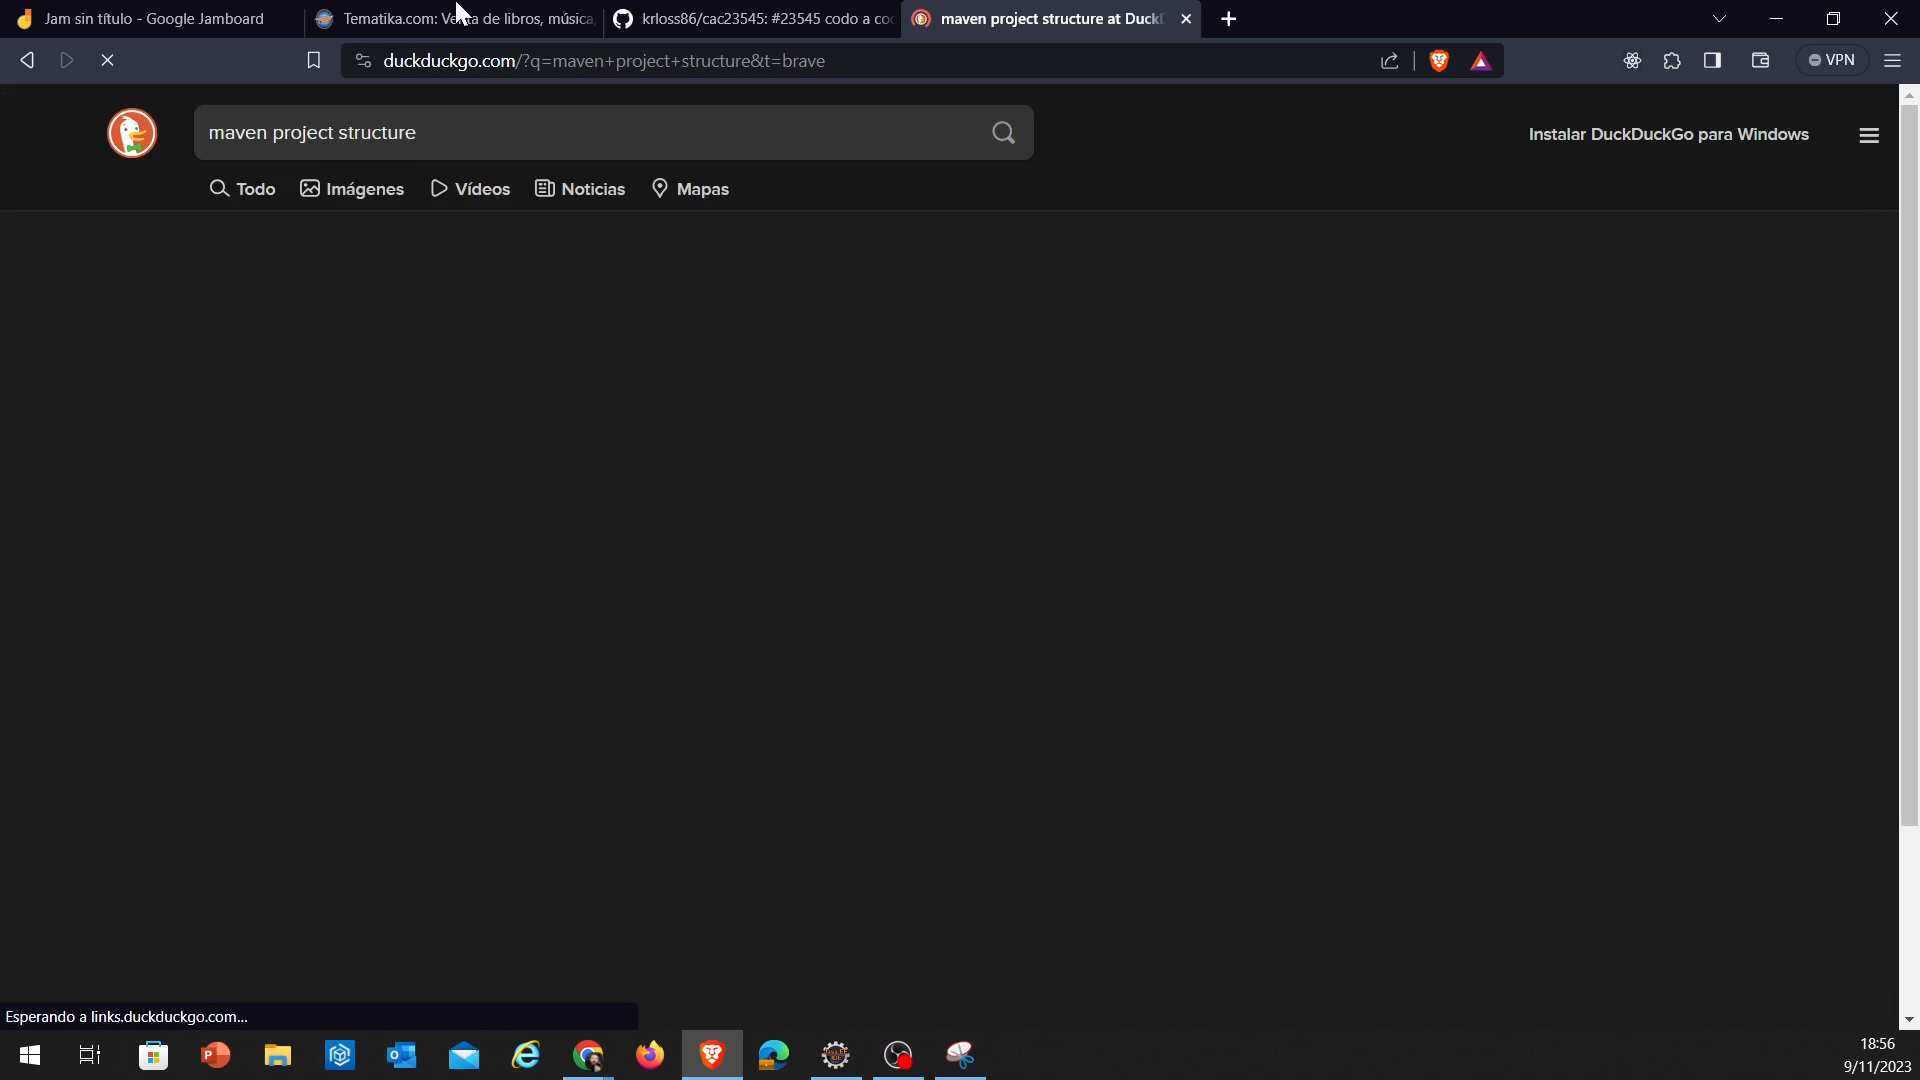 Jam sin título - Google Jamboard
Tematika.com: Venta de libros, música,
krloss86/cac23545: #23545 codo a co
maven project structure at Duck
duckduckgo.com/?q=maven+project+structure&t=brave
VPN
maven project structure
Instalar DuckDuckGo para Windows
Todo
Imágenes
Vídeos
Noticias
Mapas
Esperando a links.duckduckgo.com...
18:56
9/11/2023